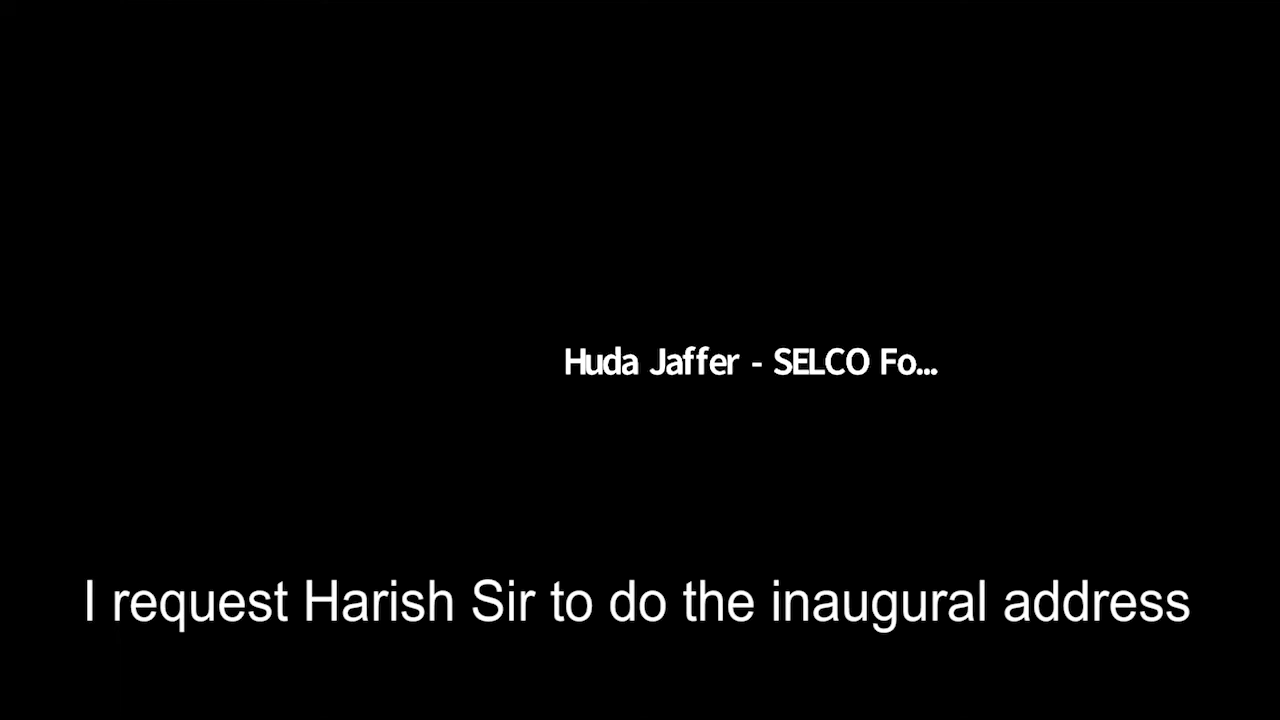 Huda Jaffer - SELCO Fo...
I request Harish Sir to do the inaugural address